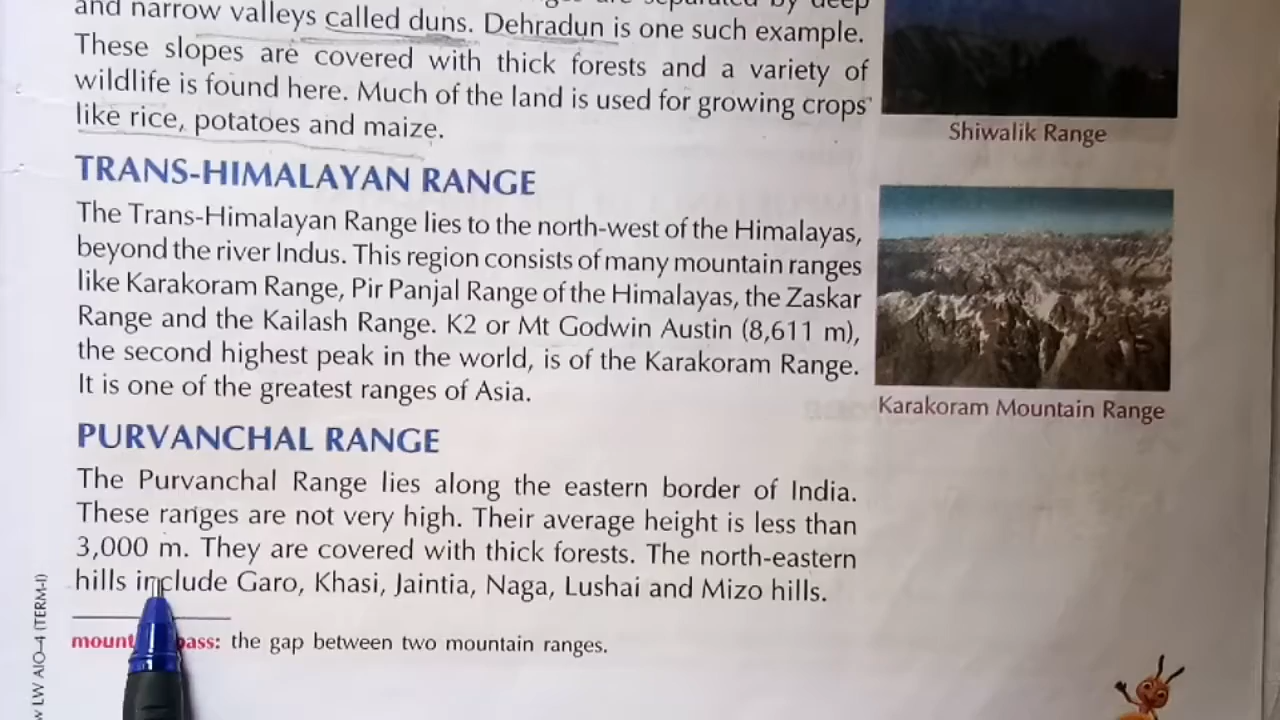 and narrow valleys called duns. Dehradun is one such example.
These slopes are covered with thick forests and a variety of
wildlife is found here. Much of the land is used for growing crops
like rice, potatoes and maize.
Shiwalik Range
TRANS-HIMALAYAN RANGE
The Trans-Himalayan Range lies to the north-west of the Himalayas,
beyond the river Indus. This region consists of many mountain ranges
like Karakoram Range, Pir Panjal Range of the Himalayas, the Zaskar
Range and the Kailash Range. K2 or Mt Godwin Austin (8,611 m),
the second highest peak in the world, is of the Karakoram Range.
It is one of the greatest ranges of Asia.
Karakoram Mountain Range
PURVANCHAL RANGE
The Purvanchal Range lies along the eastern border of India.
These ranges are not very high. Their average height is less than
3,000 m. They are covered with thick forests. The north-eastern
hills include Garo, Khasi, Jaintia, Naga, Lushai and Mizo hills.
the gap between two mountain ranges.
LW AIO–4 (TERM–I)